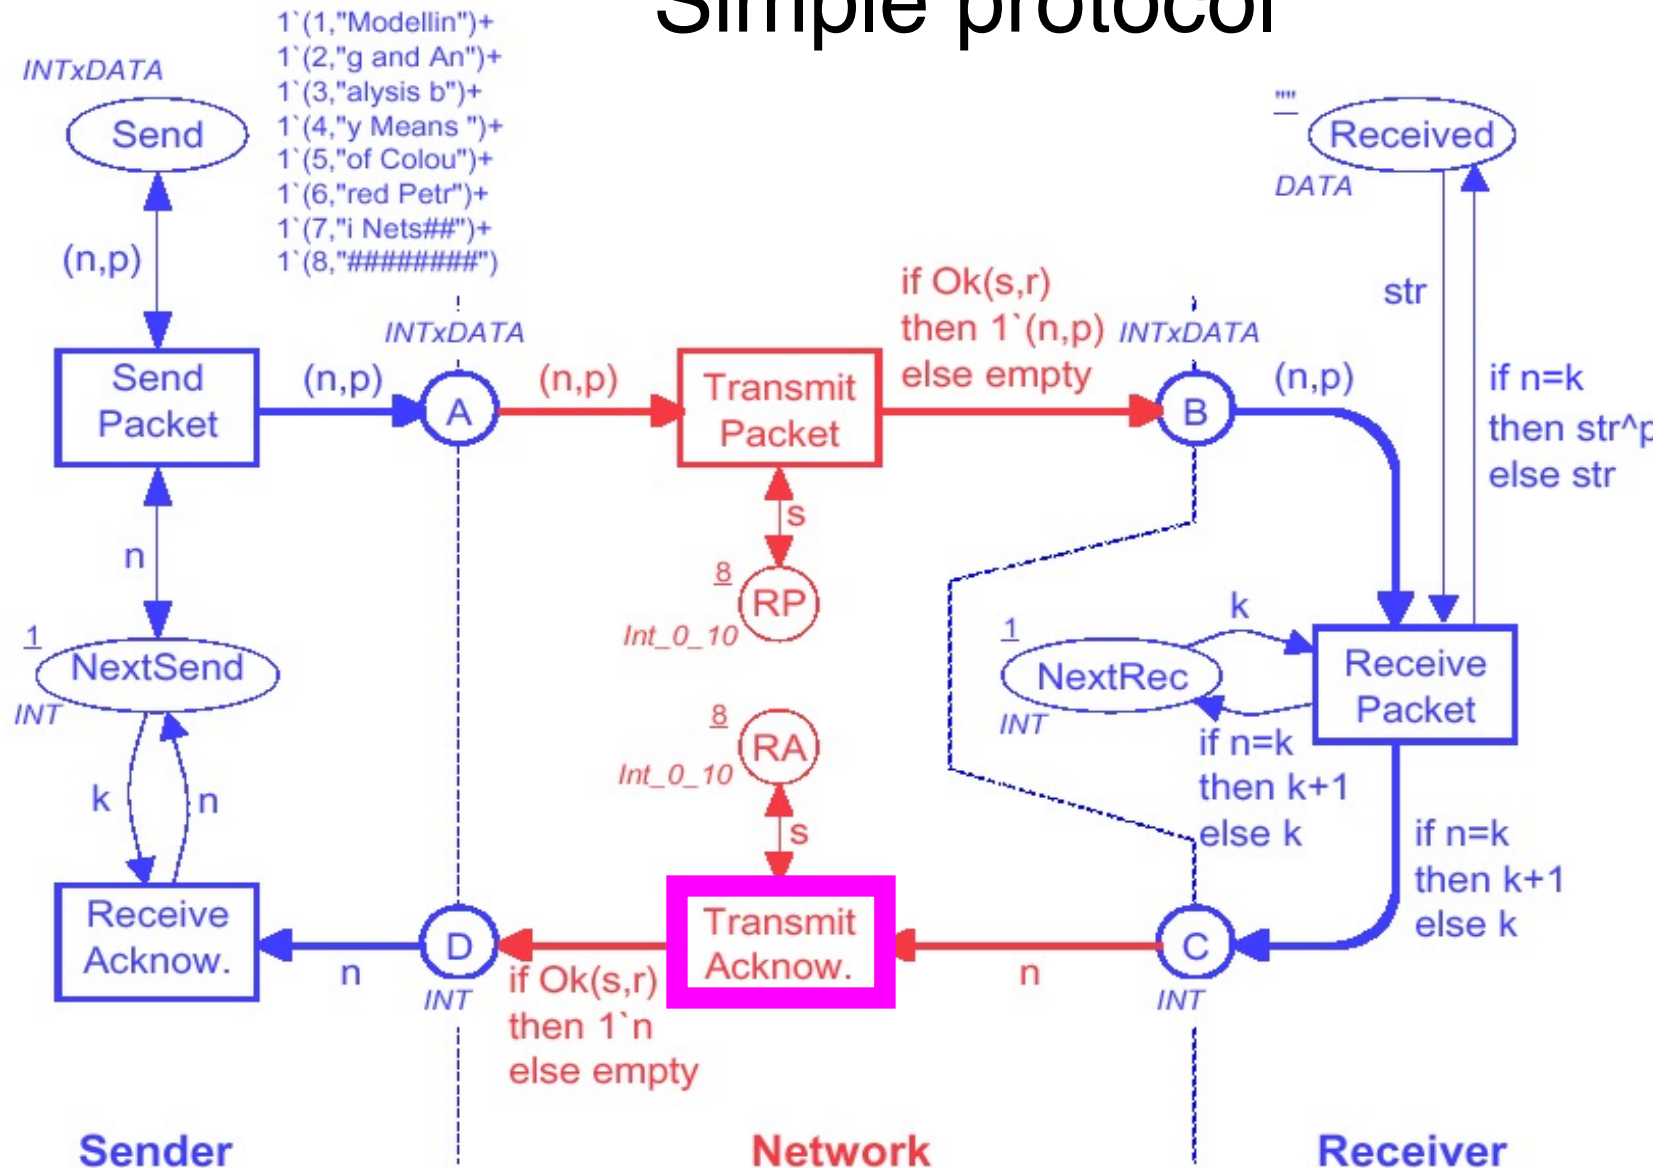 Simple protocol
1`(1,"Modellin")+
1`(2,"g and An")+
1`(3,"alysis b")+
1`(4,"y Means ")+
1`(5,"of Colou")+
1`(6,"red Petr")+
1`(7,"i Nets##")+
1`(8,"########")
INTxDATA
Send
""
Received
DATA
(n,p)
str
if Ok(s,r)
then 1`(n,p)
else empty
INTxDATA
INTxDATA
Send
Packet
(n,p)
A
(n,p)
Transmit
Packet
B
(n,p)
if n=k
then str^p
else str
s
n
8
RP
Int_0_10
1
NextSend
INT
k
1
NextRec
INT
Receive
Packet
8
RA
Int_0_10
if n=k
then k+1
else k
k
n
s
if n=k
then k+1
else k
Receive
Acknow.
n
D
INT
Transmit
Acknow.
n
C
INT
if Ok(s,r)
then 1`n
else empty
Sender
Network
Receiver